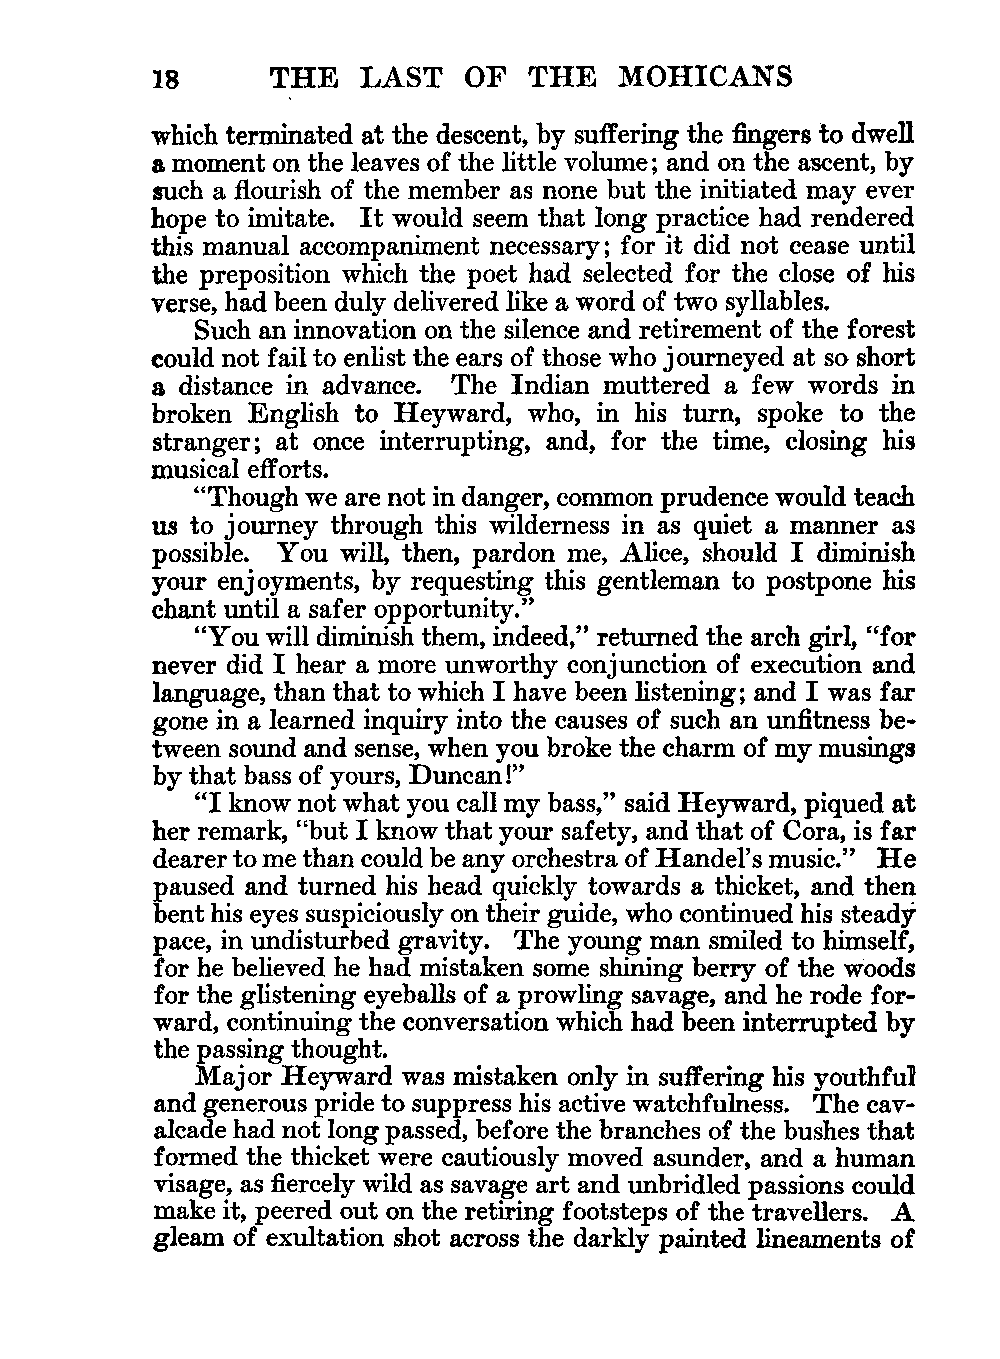 18 THE LAST OF THE MOHICANS
which terminated at the descent, by suffering the fingers to dwell
a moment on the leaves of the little volume; and on the ascent, by
such a flourish of the member as none but the initiated may ever
hope to imitate. It would seem that long practice had rendered
this manual accompaniment necessary; for it did not cease until
the preposition which the poet had selected for the close of his
verse, had been duly delivered like a word of two syllables.
Such an innovation on the silence and retirement of the forest
could not fail to enlist the ears of those who journeyed at so short
a distance in advance. The Indian muttered a few words in
broken English to Heyward, who, in his turn, spoke to the
stranger; at once interrupting, and, for the time, closing his
musical efforts.
“Though we are not in danger, common prudence would teach
us to journey through this wilderness in as quiet a manner as
possible. You will, then, pardon me, Alice, should I diminish
your enjoyments, by requesting this gentleman to postpone his
chant until a safer opportunity.”
“You will diminish them, indeed,” returned the arch girl, “for
never did I hear a more unworthy conjunction of execution and
language, than that to which I have been listening; and I was far
gone in a learned inquiry into the causes of such an unfitness be-
tween sound and sense, when you broke the charm of my musings
by that bass of yours, Duncan!”
“I know not what you call my bass,” said Heyward, piqued at
her remark, “but I know that your safety, and that of Cora, is far
dearer to me than could be any orchestra of Handel’s music.” He
paused and turned his head quickly towards a thicket, and then
bent his eyes suspiciously on their guide, who continued his steady
pace, in undisturbed gravity. The young man smiled to himself,
for he believed he had mistaken some shining berry of the woods
for the glistening eyeballs of a prowling savage, and he rode for-
ward, continuing the conversation which had been interrupted by
the passing thought.
Major Heyward was mistaken only in suffering his youthful
and generous pride to suppress his active watchfulness. The cav-
alcade had not long passed, before the branches of the bushes that
formed the thicket were cautiously moved asunder, and a human
visage, as fiercely wild as savage art and unbridled passions could
make it, peered out on the retiring footsteps of the travellers. A
gleam of exultation shot across the darkly painted lineaments of